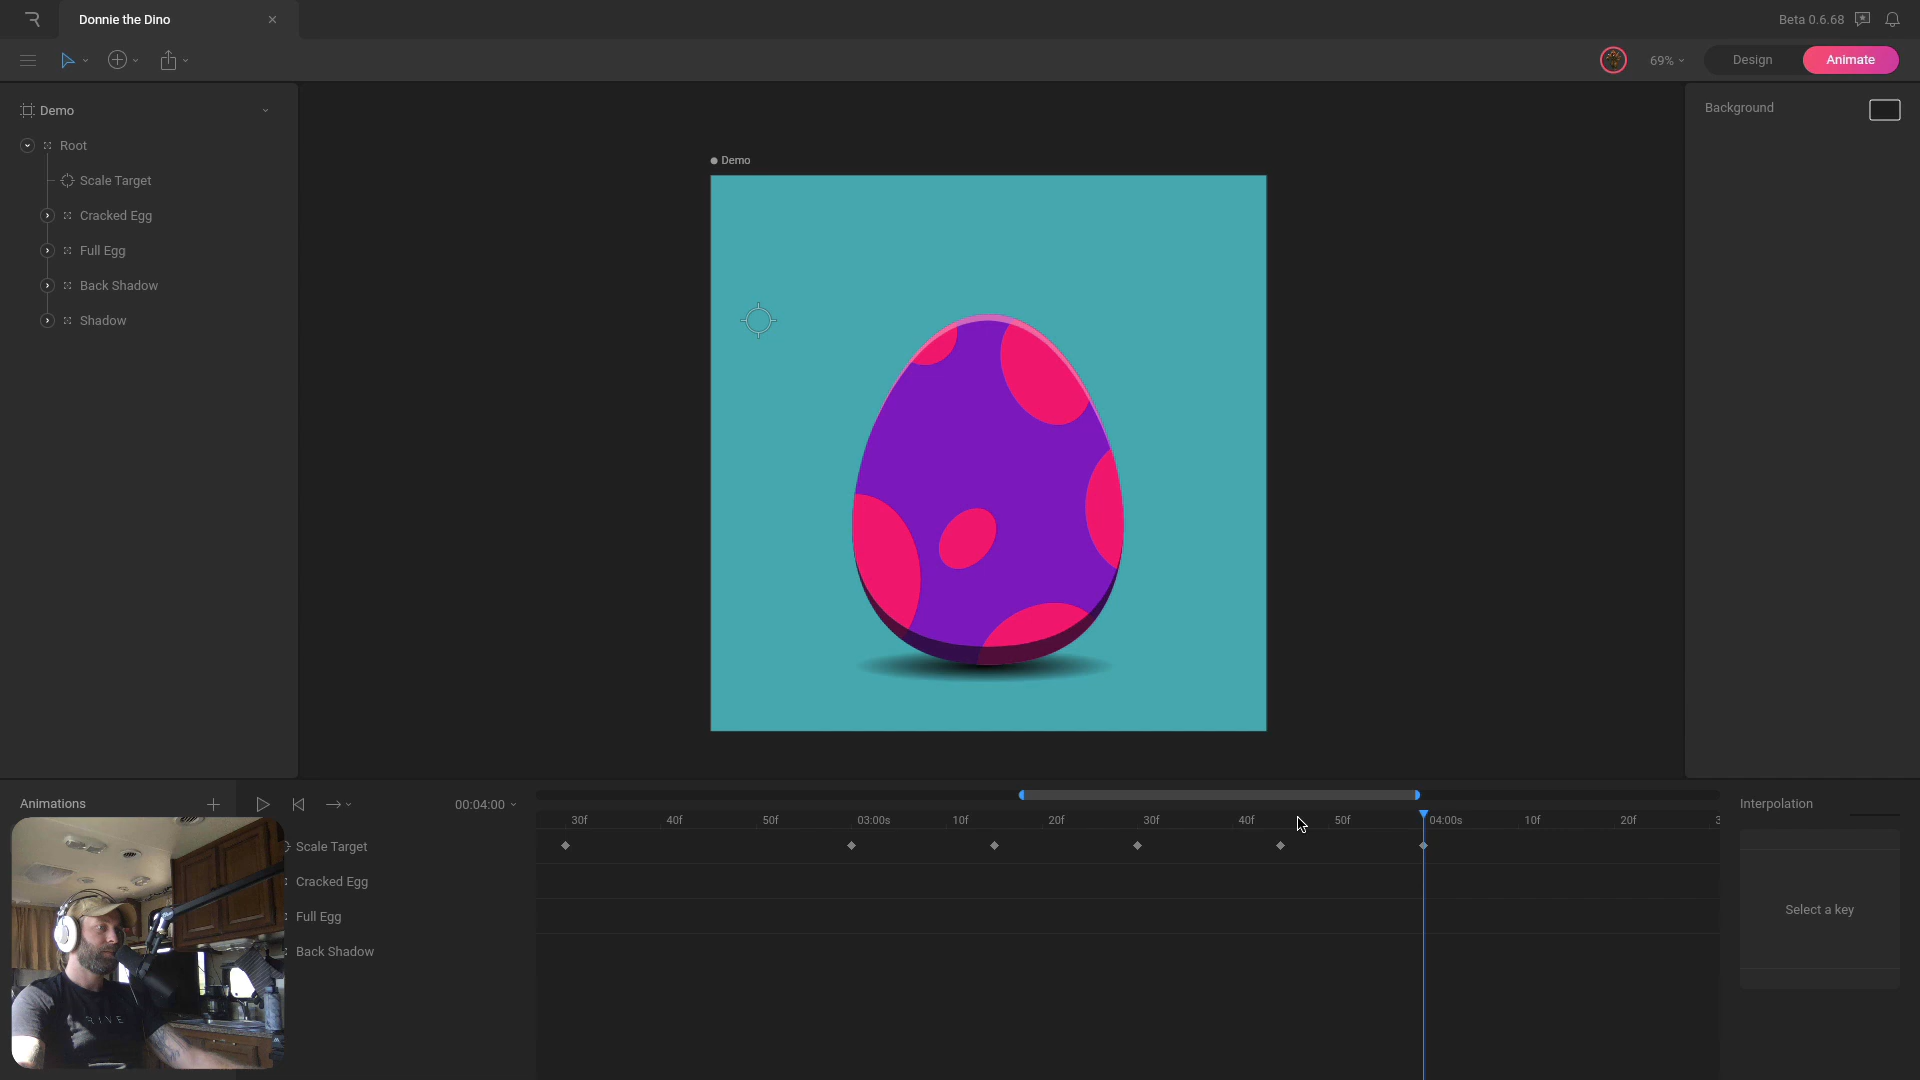 Donnie the Dino
Beta 0.6.68
69%
Design
Animate
Demo
Root
Scale Target
Cracked Egg
Full Egg
Back Shadow
Shadow
Demo
Background
Animations
00:04:00
30f 40f 50f 03:00s 10f 20f 30f 40f 50f 04:00s 10f 20f
Scale Target
Cracked Egg
Full Egg
Back Shadow
Interpolation
Select a key